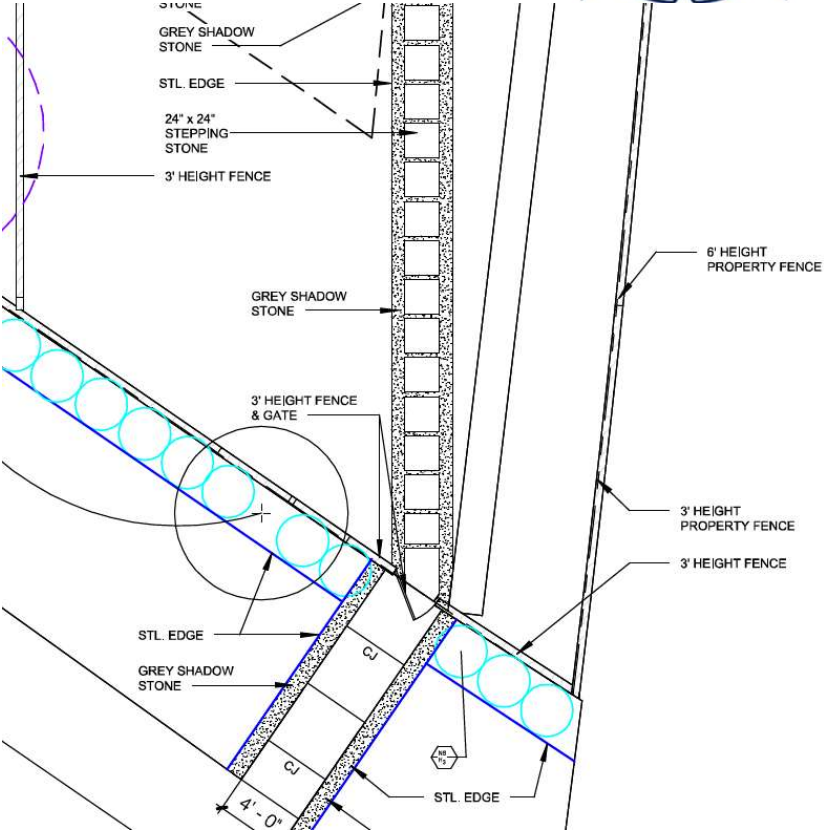 STONE
GREY SHADOW
STONE
STL. EDGE
24" x 24"
STEPPING
STONE
3' HEIGHT FENCE
6' HEIGHT
PROPERTY FENCE
GREY SHADOW
STONE
3' HEIGHT FENCE
& GATE
3' HEIGHT
PROPERTY FENCE
3' HEIGHT FENCE
STL. EDGE
CJ
GREY SHADOW
STONE
CJ
STL. EDGE
4' - 0"